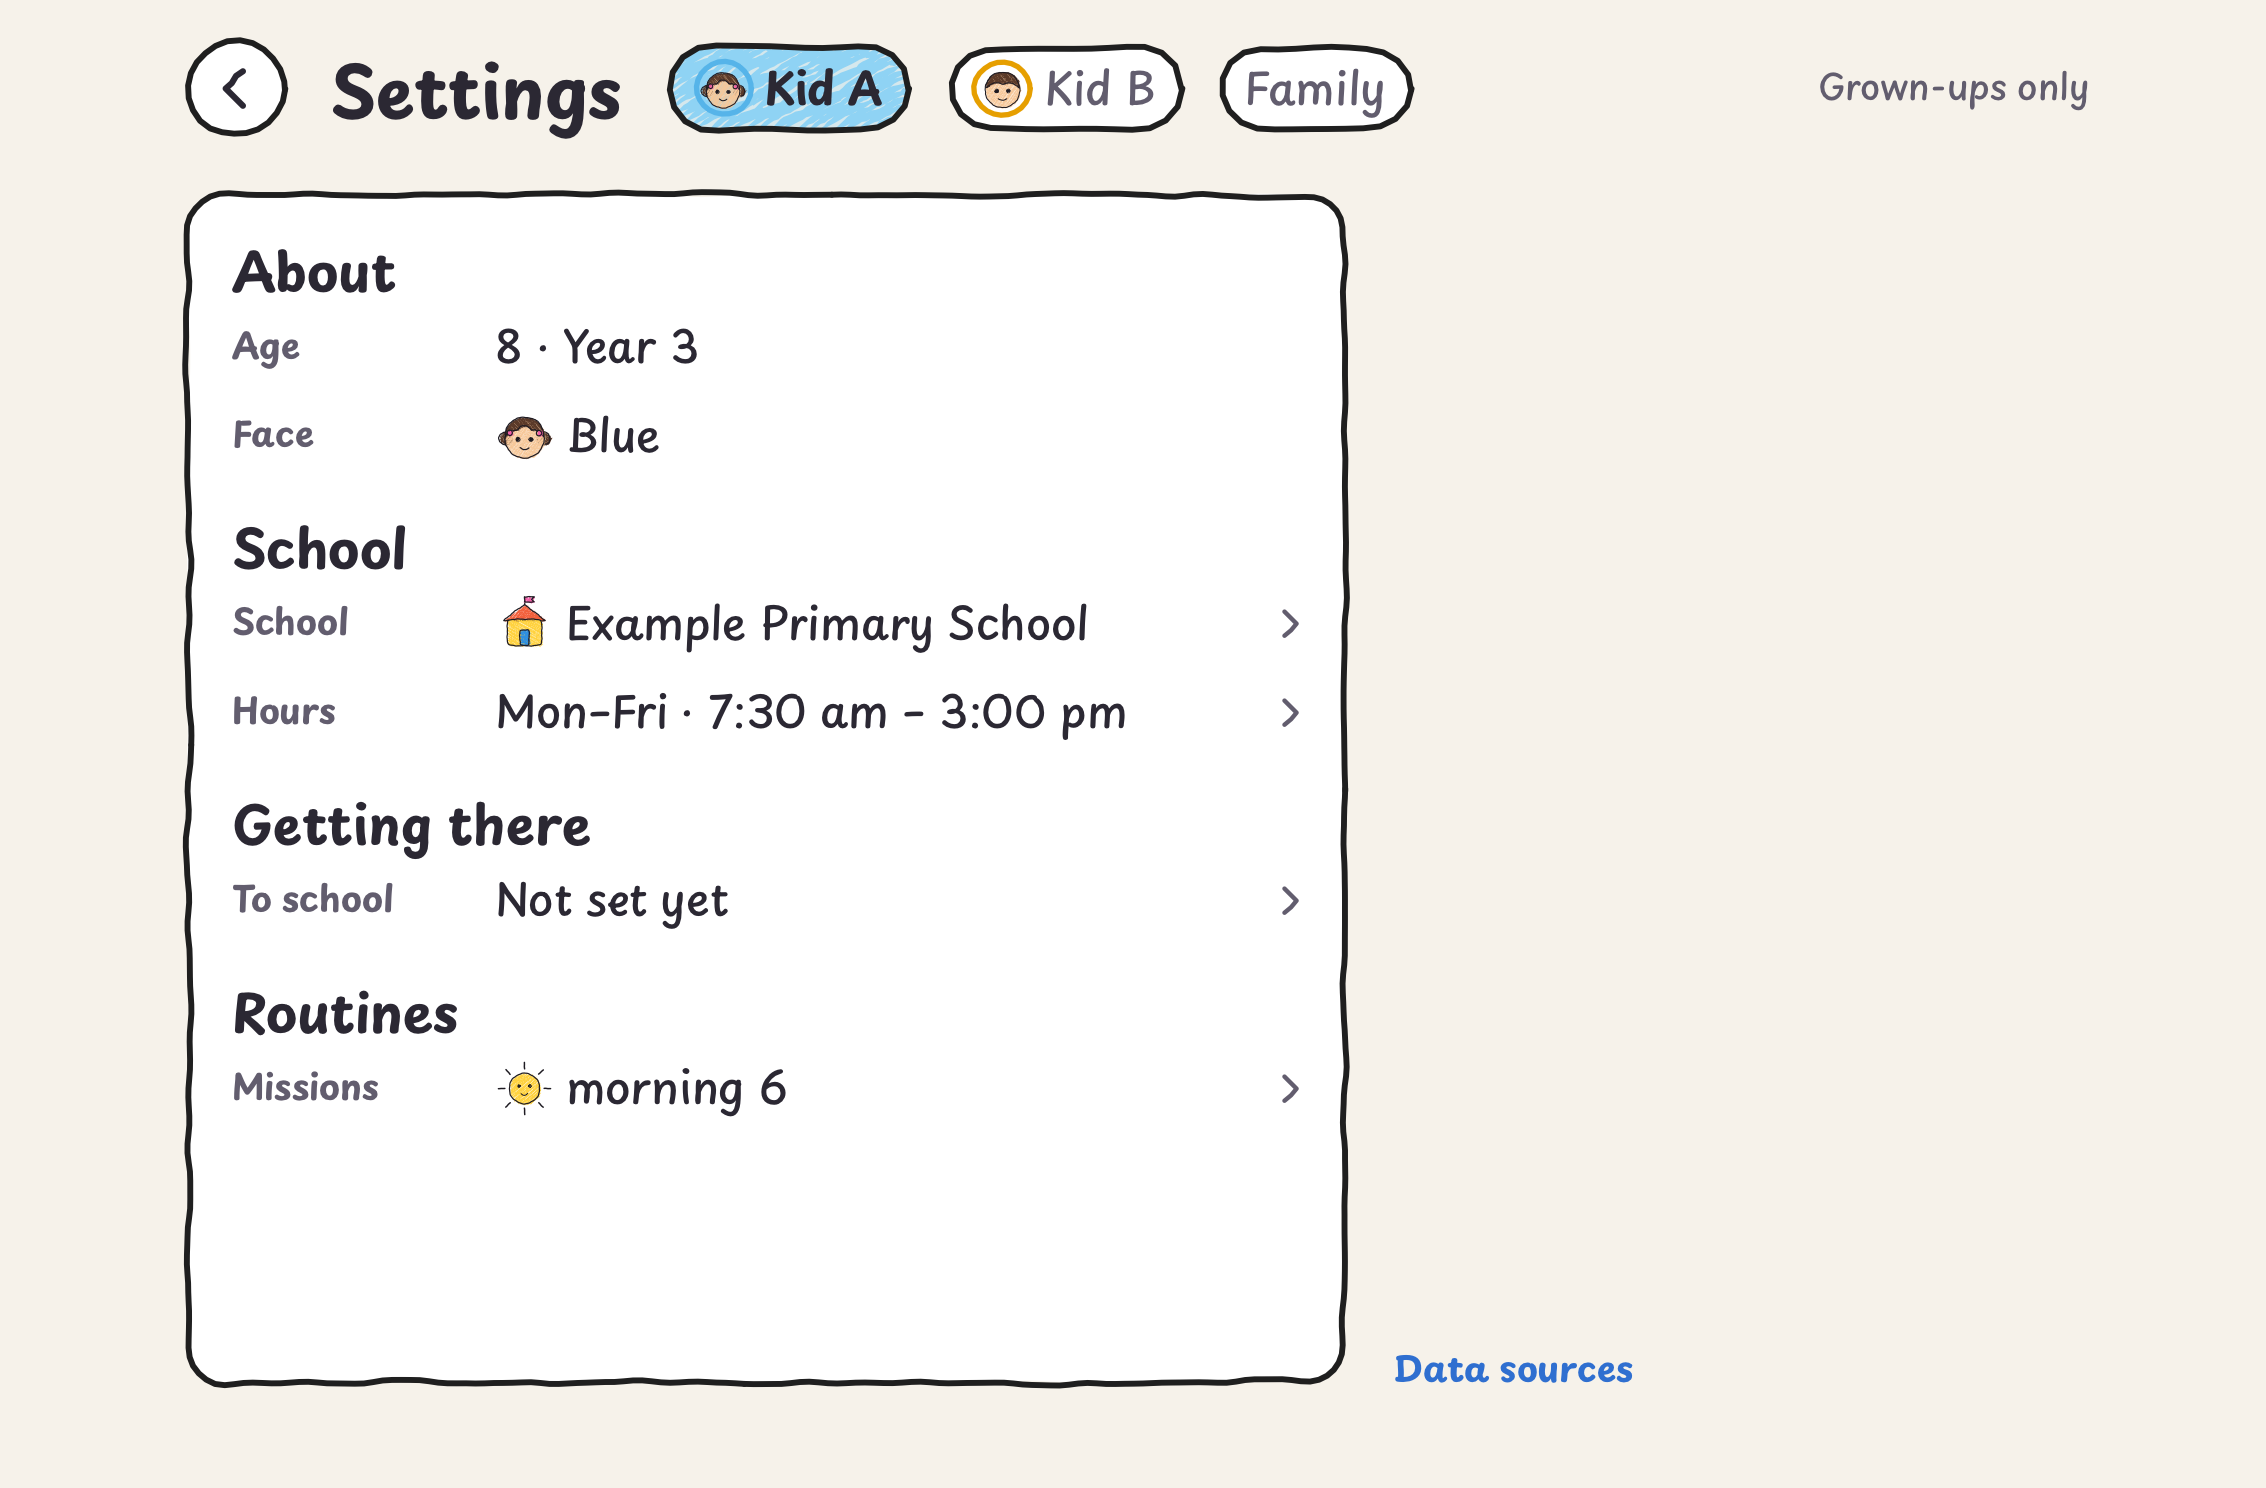 Settings
Kid A
Kid B
Family
Grown-ups only
About
Age 8 · Year 3
Face Blue
School
School Example Primary School
Hours Mon–Fri · 7:30 am – 3:00 pm
Getting there
To school Not set yet
Routines
Missions morning 6
Data sources